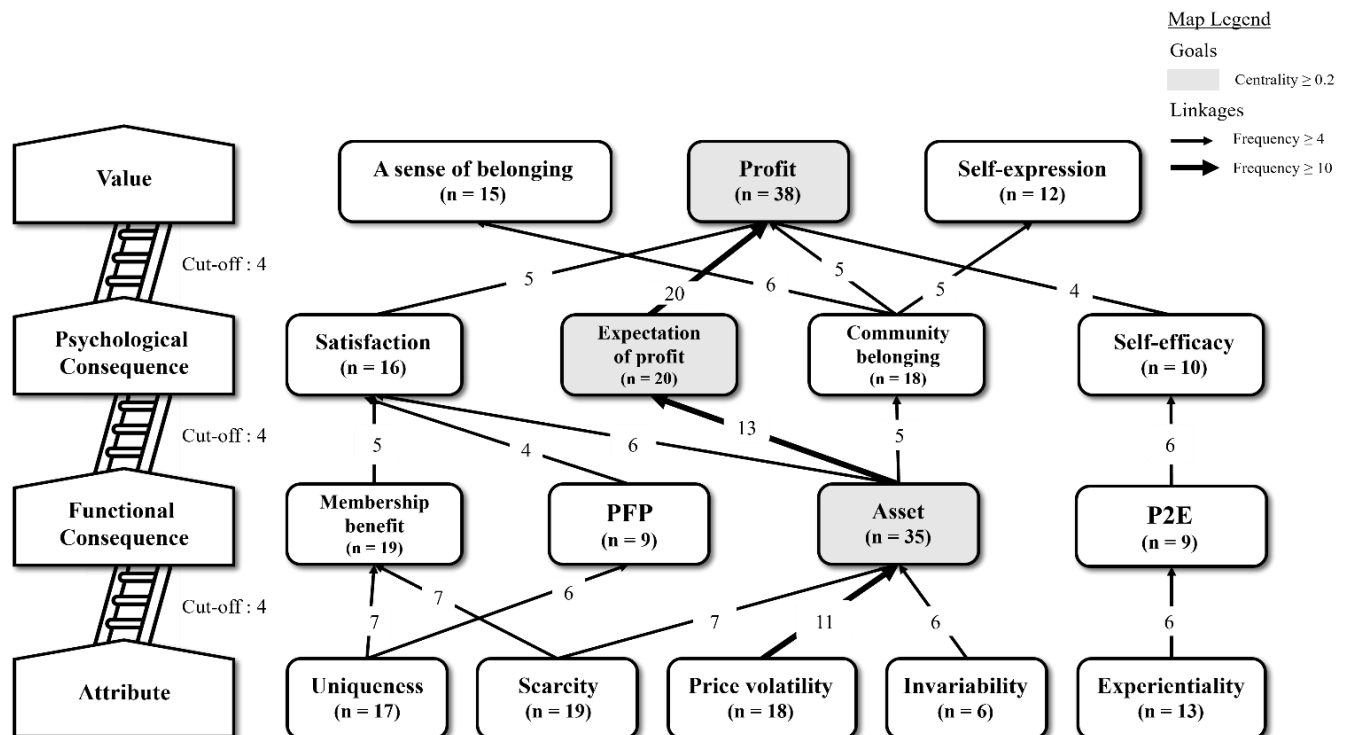 Map Legend
Goals
Centrality ≥ 0.2
Linkages
Frequency ≥ 4
Frequency ≥ 10
Value
A sense of belonging
(n = 15)
Profit
(n = 38)
Self-expression
(n = 12)
Cut-off : 4
5
20
6
5
5
4
Psychological
Consequence
Satisfaction
(n = 16)
Expectation
of profit
(n = 20)
Community
belonging
(n = 18)
Self-efficacy
(n = 10)
Cut-off : 4
5
4
6
13
5
6
Functional
Consequence
Membership
benefit
(n = 19)
PFP
(n = 9)
Asset
(n = 35)
P2E
(n = 9)
Cut-off : 4
7
7
6
7
11
6
6
Attribute
Uniqueness
(n = 17)
Scarcity
(n = 19)
Price volatility
(n = 18)
Invariability
(n = 6)
Experientiality
(n = 13)